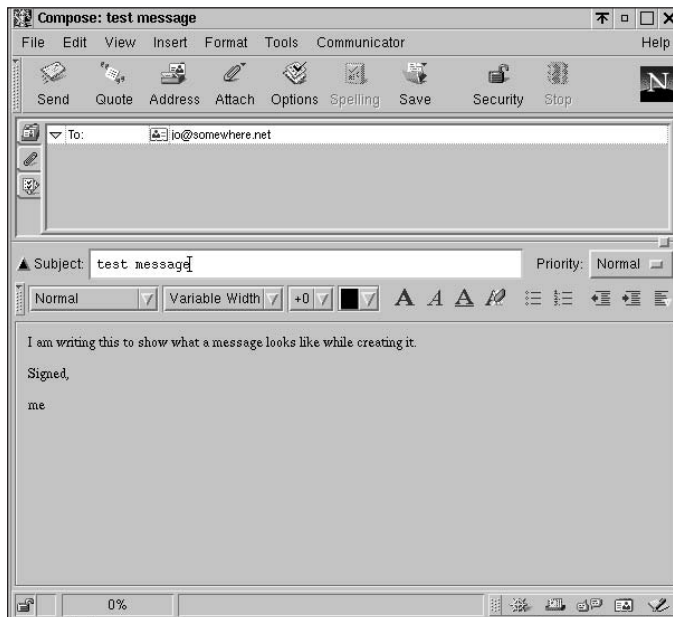 Compose: test message
File Edit View Insert Format Tools Communicator Help
Send Quote Address Attach Options Spelling Save Security Stop
N
To: jo@somewhere.net
Subject: test message Priority: Normal
Normal Variable Width +0 A A A
I am writing this to show what a message looks like while creating it.
Signed,
me
0%